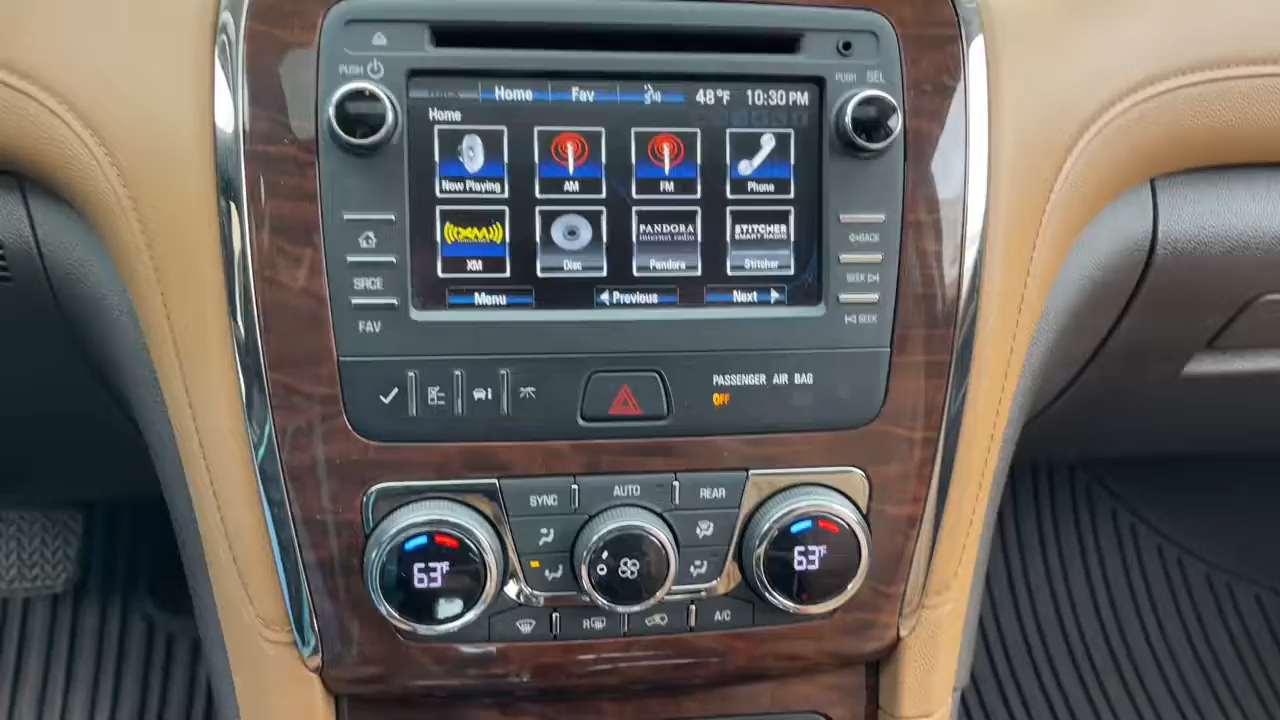 PUSH
PUSH SEL
Home Fav 48°F 10:30 PM
Home
Now Playing AM FM Phone
XM PANDORA internet radio STITCHER SMART RADIO
XM Disc Pandora Stitcher
Menu Previous Next
BACK
SRCE
SEEK
FAV
SEEK
PASSENGER AIR BAG
OFF
SYNC AUTO REAR
63°F 63°F
R A/C